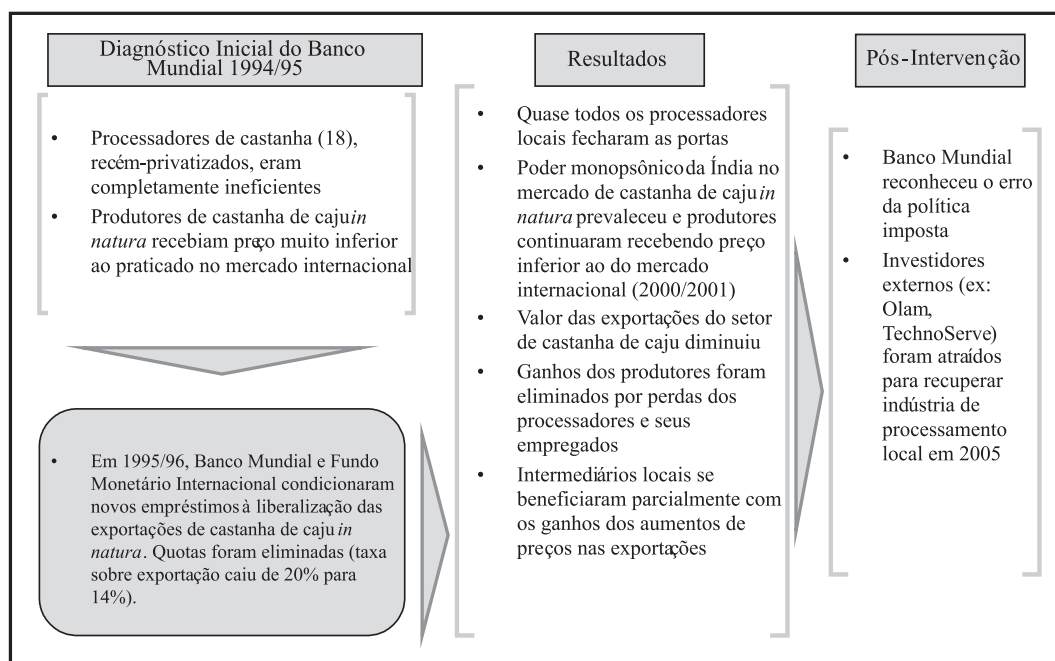 Diagnóstico Inicial do Banco
Mundial 1994/95
• Processadores de castanha (18),
recém-privatizados, eram
completamente ineficientes
• Produtores de castanha de caju in
natura recebiam preço muito inferior
ao praticado no mercado internacional
• Em 1995/96, Banco Mundial e Fundo
Monetário Internacional condicionaram
novos empréstimos à liberalização das
exportações de castanha de caju in
natura. Quotas foram eliminadas (taxa
sobre exportação caiu de 20% para
14%).
Resultados
• Quase todos os processadores
locais fecharam as portas
• Poder monopsônico da Índia no
mercado de castanha de caju in
natura prevaleceu e produtores
continuaram recebendo preço
inferior ao do mercado
internacional (2000/2001)
• Valor das exportações do setor
de castanha de caju diminuiu
• Ganhos dos produtores foram
eliminados por perdas dos
processadores e seus
empregados
• Intermediários locais se
beneficiaram parcialmente com
os ganhos dos aumentos de
preços nas exportações
Pós-Intervenção
• Banco Mundial
reconheceu o erro
da política
imposta
• Investidores
externos (ex:
Olam,
TechnoServe)
foram atraídos
para recuperar
indústria de
processamento
local em 2005